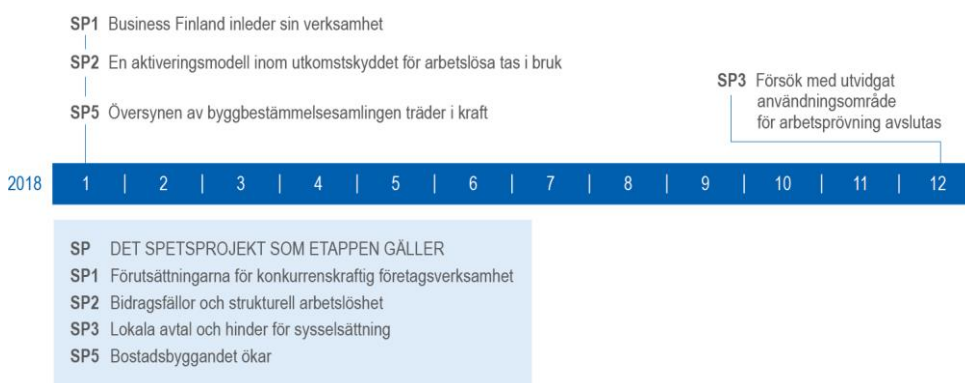 SP1 Business Finland inleder sin verksamhet
SP2 En aktiveringsmodell inom utkomstskyddet för arbetslösa tas i bruk
SP5 Översynen av byggbestämmelsesamlingen träder i kraft
SP3 Försök med utvidgat
användningsområde
för arbetsprövning avslutas
2018 1 | 2 | 3 | 4 | 5 | 6 | 7 | 8 | 9 | 10 | 11 | 12
SP DET SPETSPROJEKT SOM ETAPPEN GÄLLER
SP1 Förutsättningarna för konkurrenskraftig företagsverksamhet
SP2 Bidragsfällor och strukturell arbetslöshet
SP3 Lokala avtal och hinder för sysselsättning
SP5 Bostadsbyggandet ökar